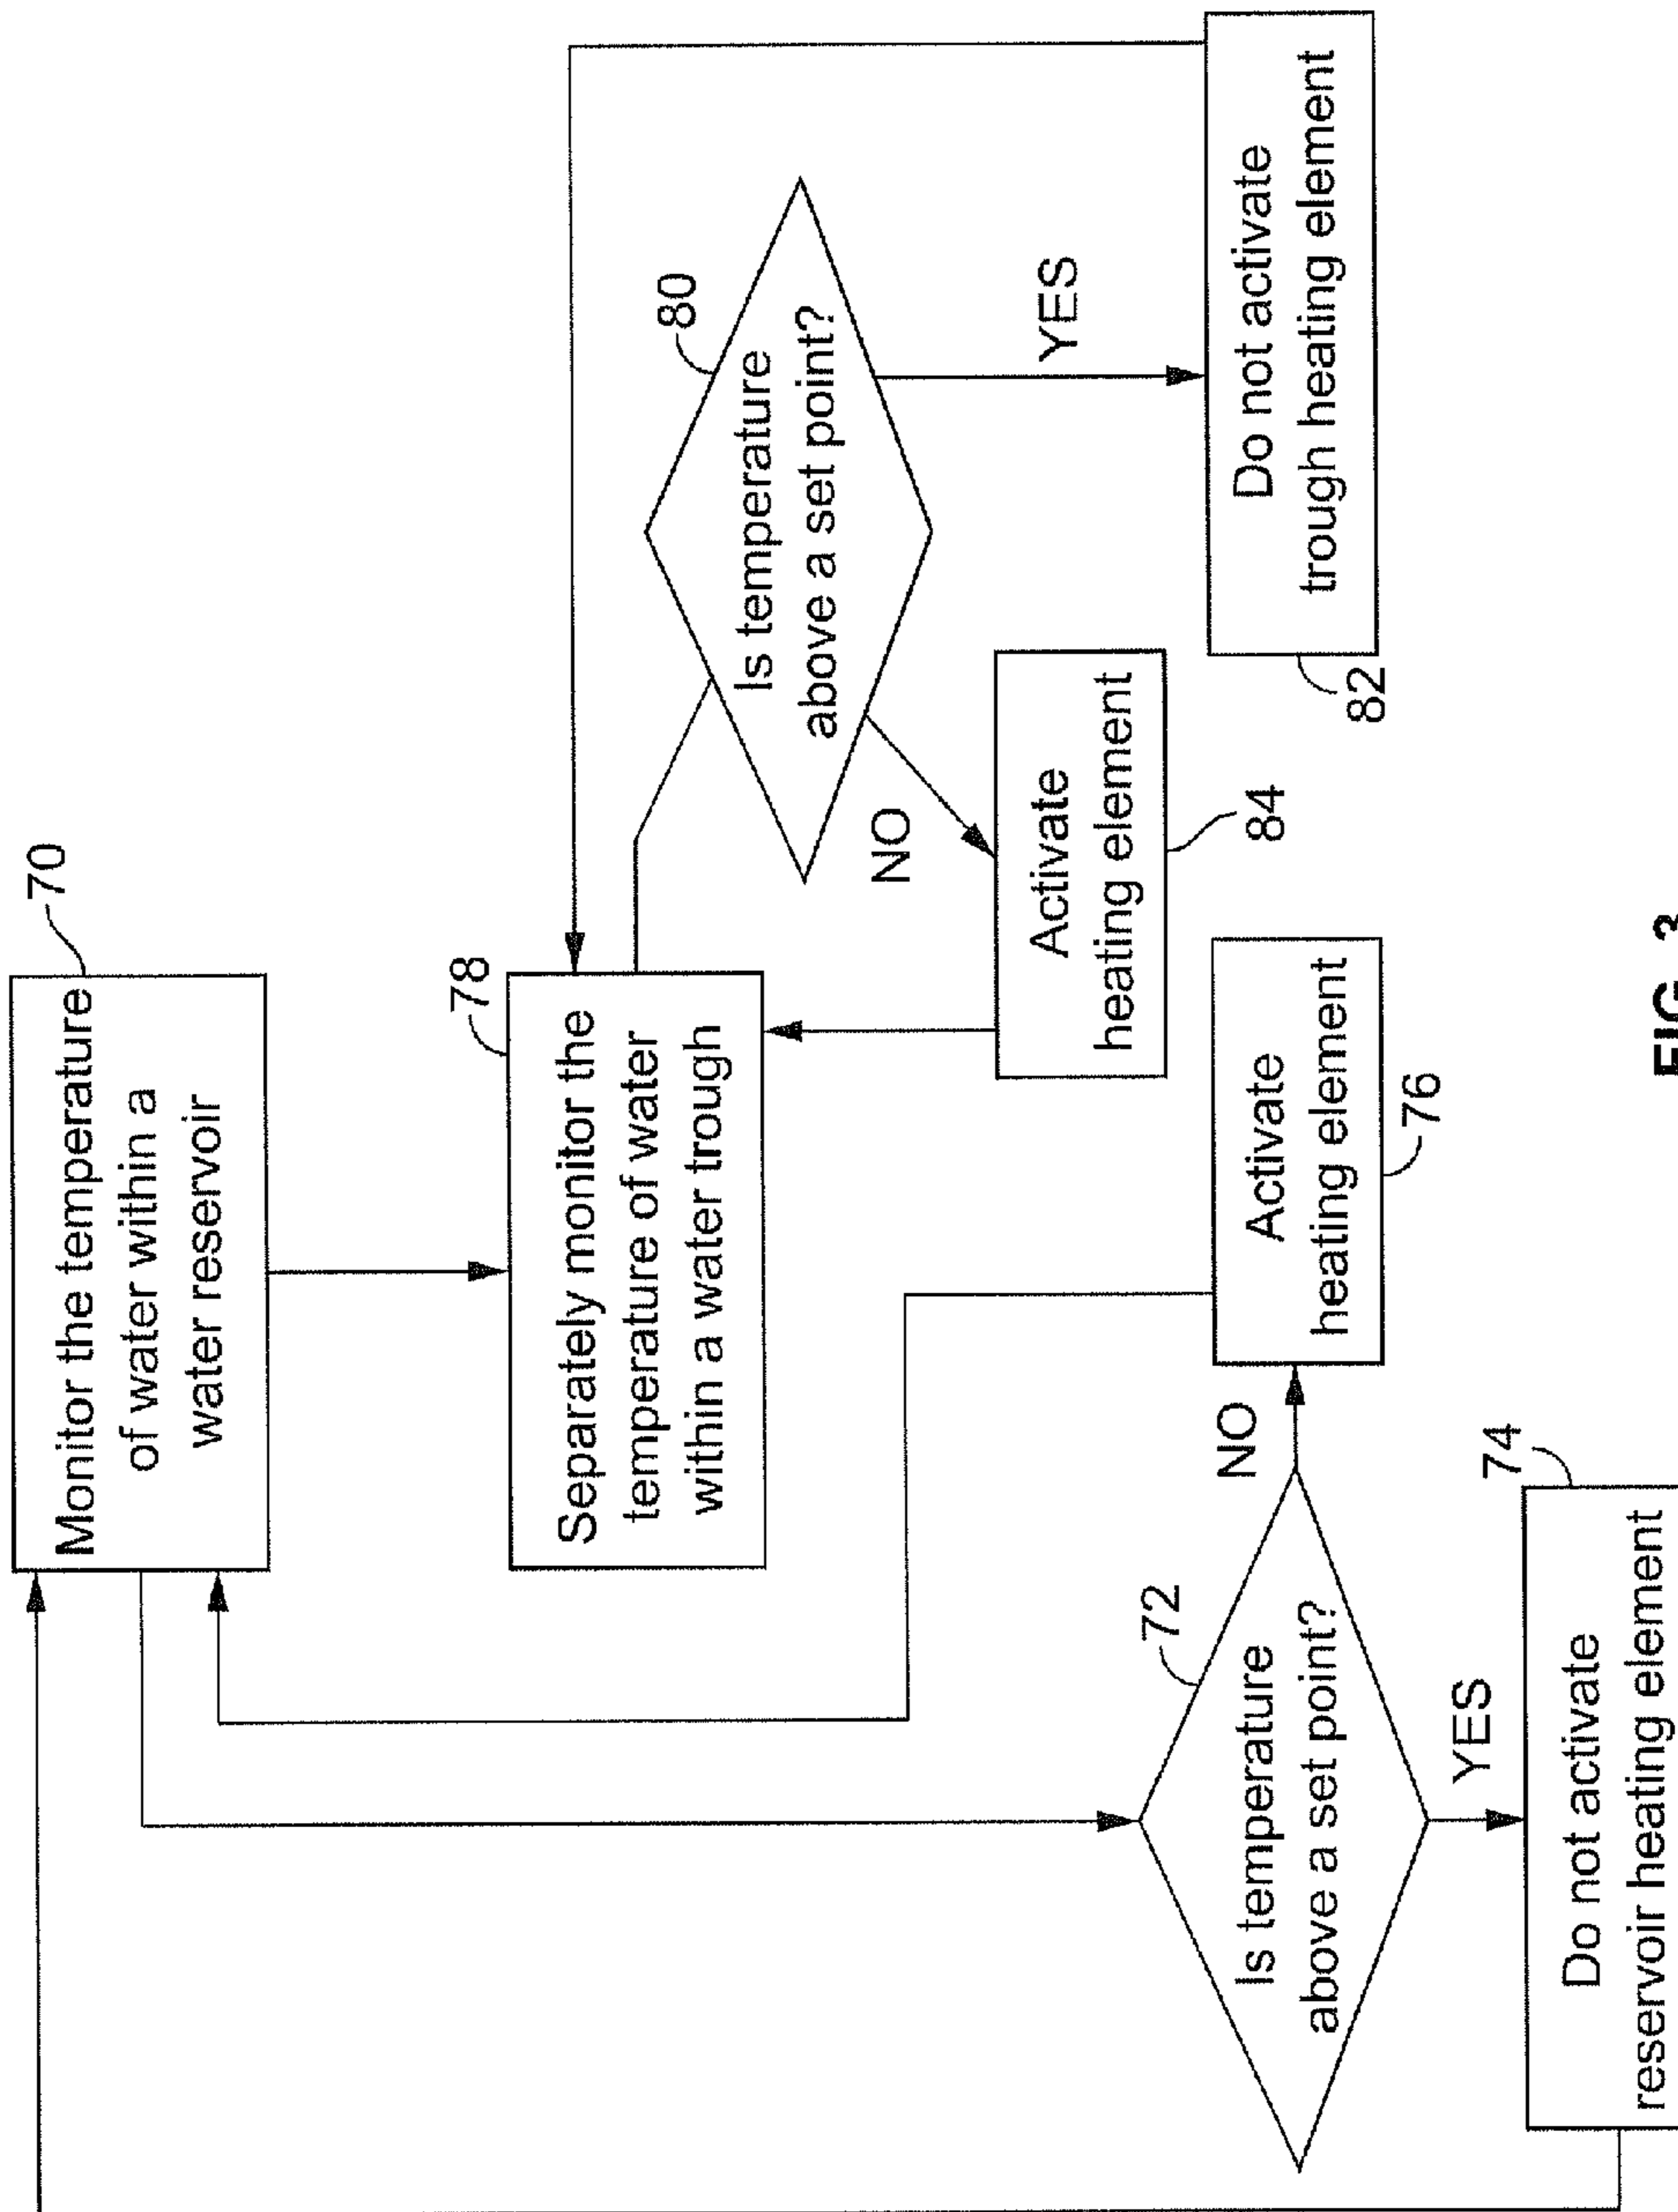 70
Monitor the temperature
of water within a
water reservoir
78
Separately monitor the
temperature of water
within a water trough
80
Is temperature
above a set point?
YES
NO
Do not activate
trough heating element
82
Activate
heating element
84
72
Is temperature
above a set point?
NO
YES
Activate
heating element
76
74
Do not activate
reservoir heating element
FIG. 3